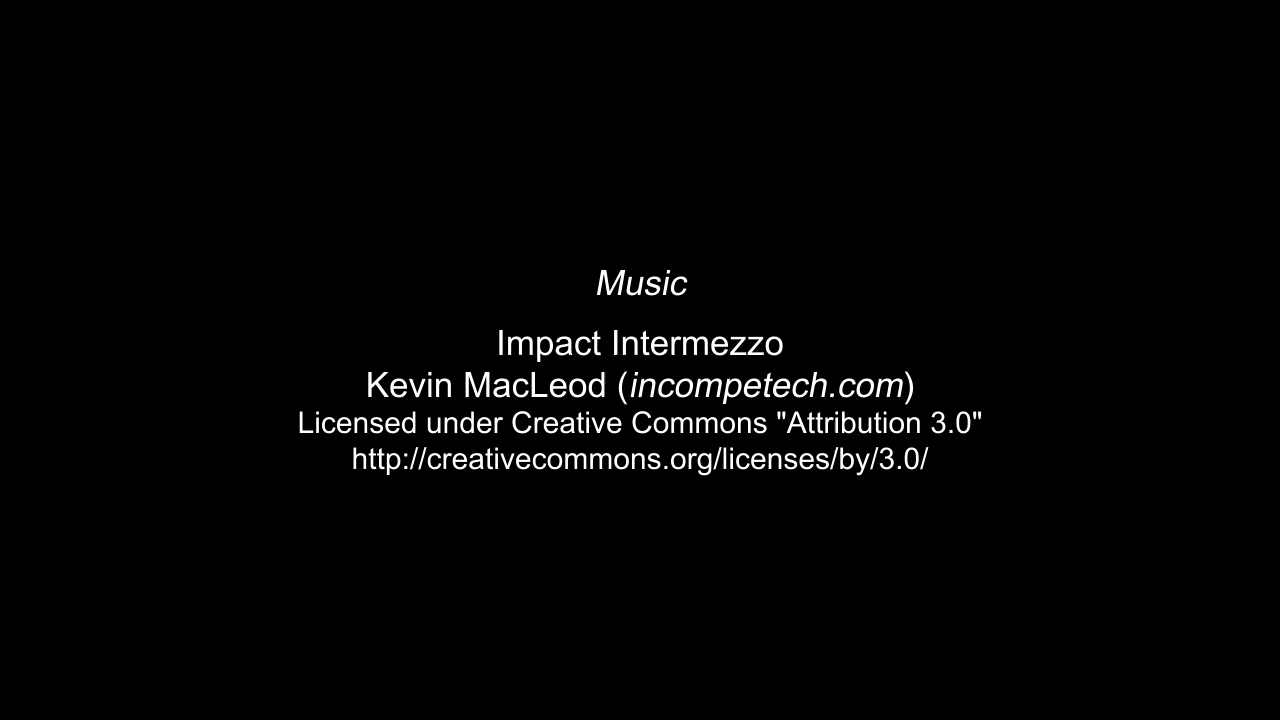 Music
Impact Intermezzo
Kevin MacLeod (incompetech.com)
Licensed under Creative Commons "Attribution 3.0"
http://creativecommons.org/licenses/by/3.0/